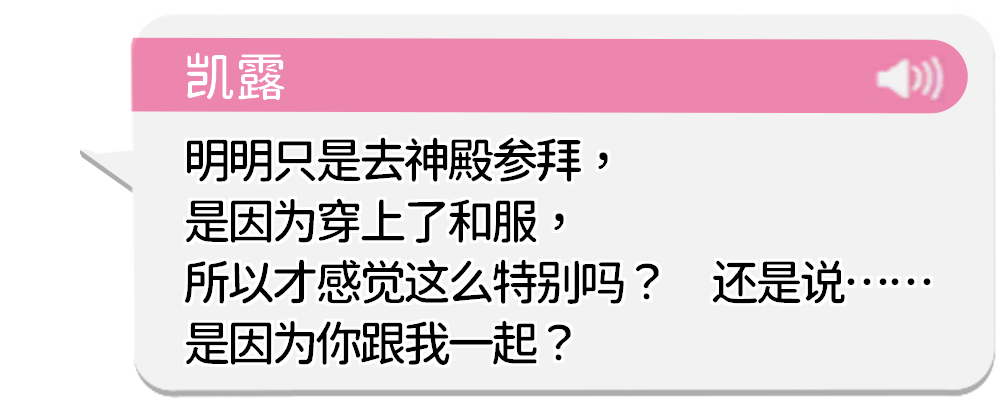 凯露
明明只是去神殿参拜，
是因为穿上了和服，
所以才感觉这么特别吗？　还是说……
是因为你跟我一起？